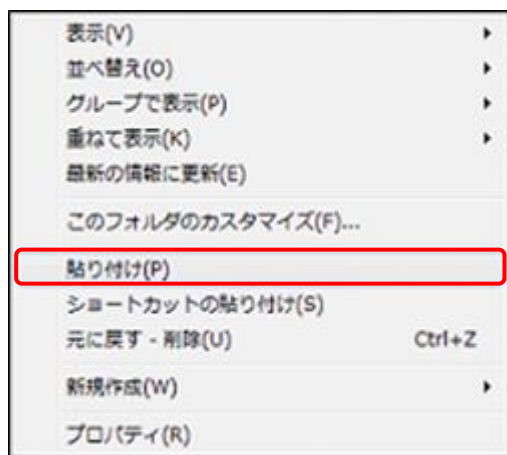 表示(V)
並べ替え(O)
グループで表示(P)
重ねて表示(K)
最新の情報に更新(E)
このフォルダのカスタマイズ(F)...
貼り付け(P)
ショートカットの貼り付け(S)
元に戻す - 削除(U) Ctrl+Z
新規作成(W)
プロパティ(R)